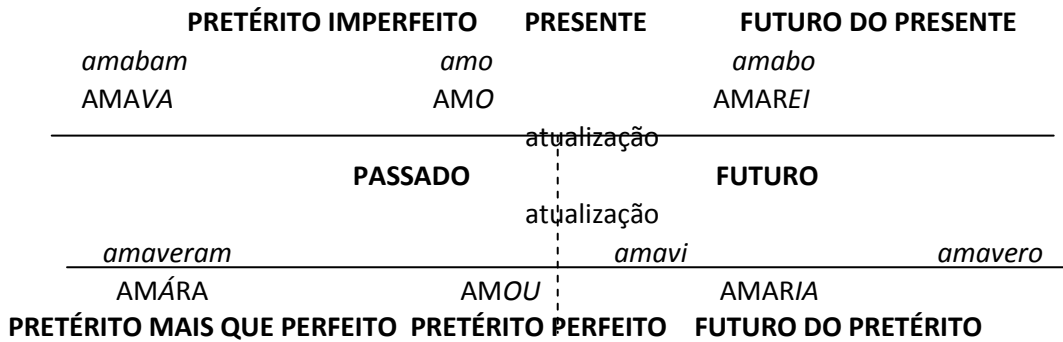 PRETÉRITO IMPERFEITO PRESENTE FUTURO DO PRESENTE
amabam amo amabo
AMAVA AMO AMAREI
atualização
PASSADO FUTURO
atualização
amaveram amavi amavero
AMÁRA AMOU AMARIA
PRETÉRITO MAIS QUE PERFEITO PRETÉRITO PERFEITO FUTURO DO PRETÉRITO